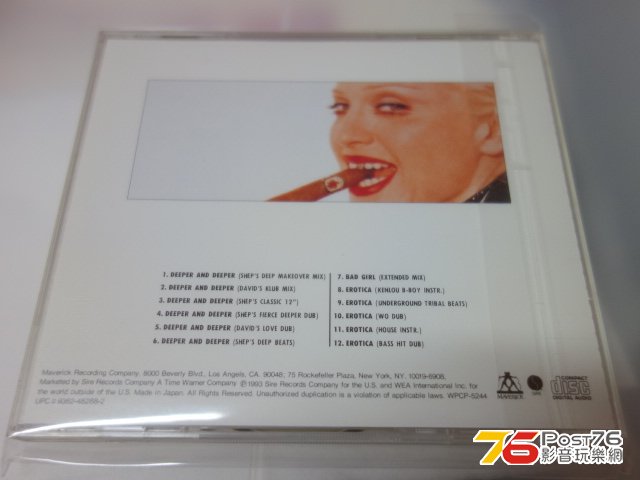 1. DEEPER AND DEEPER (SHEP'S DEEP MAKEOVER MIX)
2. DEEPER AND DEEPER (DAVID'S KLUB MIX)
3. DEEPER AND DEEPER (SHEP'S CLASSIC 12")
4. DEEPER AND DEEPER (SHEP'S FIERCE DEEPER DUB)
5. DEEPER AND DEEPER (DAVID'S LOVE DUB)
6. DEEPER AND DEEPER (SHEP'S DEEP BEATS)
7. BAD GIRL (EXTENDED MIX)
8. EROTICA (KENLOU B-BOY INSTR.)
9. EROTICA (UNDERGROUND TRIBAL BEATS)
10. EROTICA (WO DUB)
11. EROTICA (HOUSE INSTR.)
12. EROTICA (BASS HIT DUB)
Maverick Recording Company. 8000 Beverly Blvd., Los Angels, CA. 90048; 75 Rockefeller Plaza, New York, NY. 10019-6908.
Marketed by Sire Records Company A Time Warner Company. ℗1993 Sire Records Company for the U.S. and WEA International Inc. for
the world outside of the U.S. Made in Japan. All Rights Reserved. Unauthorized duplication is a violation of applicable laws. WPCP-5244
MAVERICK
COMPACT
disc
DIGITAL AUDIO
76 Post76
影音玩樂網